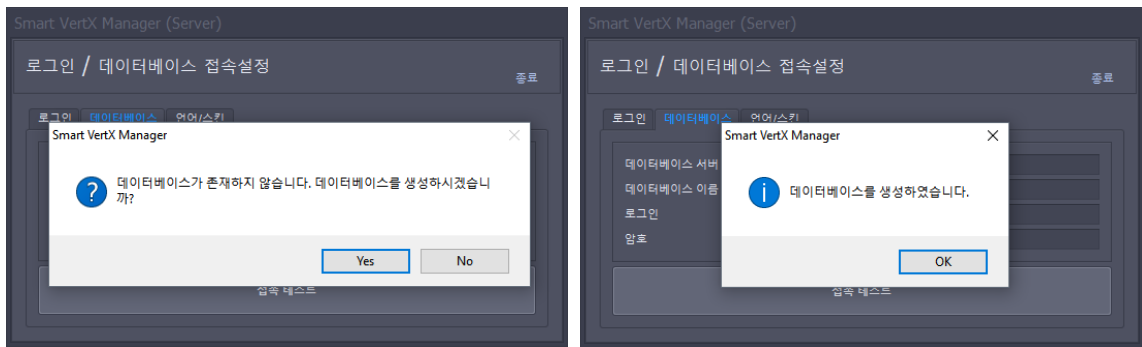 Smart VertX Manager (Server)
로그인 / 데이터베이스 접속설정
종료
로그인 데이터베이스 언어/스킨
Smart VertX Manager
데이터베이스가 존재하지 않습니다. 데이터베이스를 생성하시겠습니
까?
Yes No
접속 테스트
Smart VertX Manager (Server)
로그인 / 데이터베이스 접속설정
종료
로그인 데이터베이스 언어/스킨
Smart VertX Manager
데이터베이스 서버
데이터베이스 이름
로그인
암호
데이터베이스를 생성하였습니다.
OK
접속 테스트